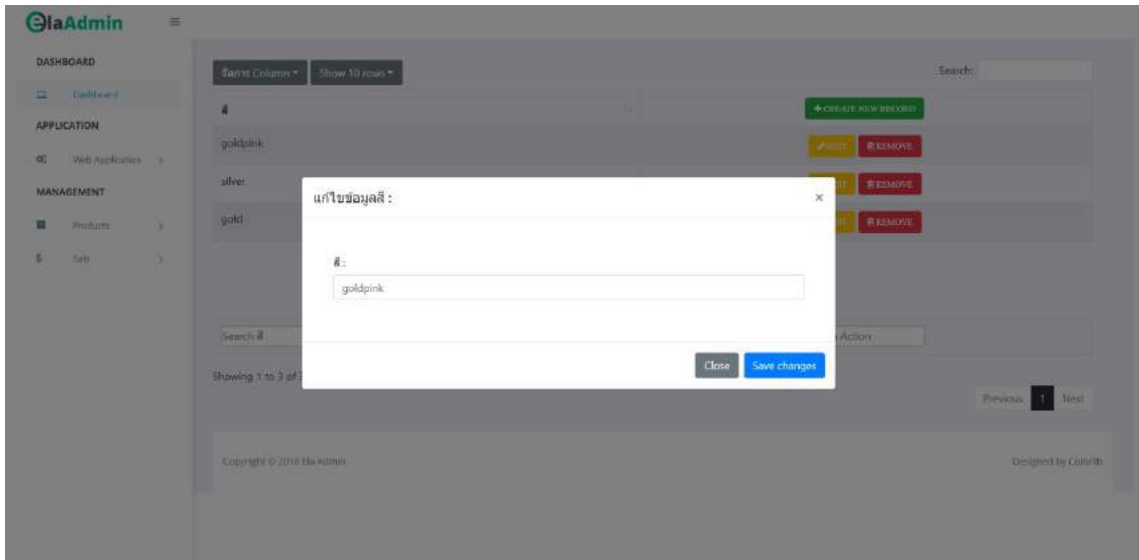 ElaAdmin
DASHBOARD
Dashboard
APPLICATION
Web Application
MANAGEMENT
Products
Sale
จัดการ Column
Show 10 rows
Search:
สี
CREATE NEW RECORD
goldpink
EDIT
REMOVE
silver
REMOVE
gold
REMOVE
แก้ไขข้อมูลสี :
×
สี :
goldpink
Close
Save changes
Search สี
Action
Showing 1 to 3 of
Previous
1
Next
Copyright © 2018 Ela Admin
Designed by Colorlib